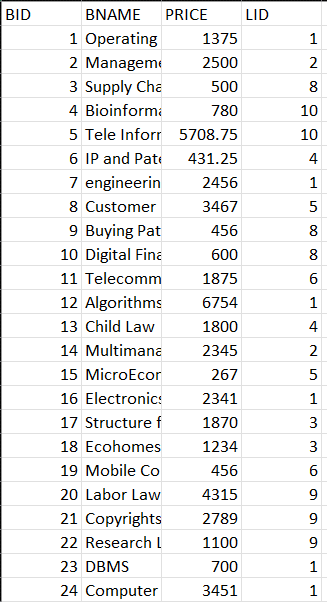 BID BNAME PRICE LID
1 Operating 1375 1
2 Manageme 2500 2
3 Supply Cha 500 8
4 Bioinforma 780 10
5 Tele Inforr 5708.75 10
6 IP and Pate 431.25 4
7 engineerin 2456 1
8 Customer 3467 5
9 Buying Pat 456 8
10 Digital Fina 600 8
11 Telecomm 1875 6
12 Algorithms 6754 1
13 Child Law 1800 4
14 Multimana 2345 2
15 MicroEcor 267 5
16 Electronics 2341 1
17 Structure f 1870 3
18 Ecohomes 1234 3
19 Mobile Co 456 6
20 Labor Law 4315 9
21 Copyrights 2789 9
22 Research L 1100 9
23 DBMS 700 1
24 Computer 3451 1